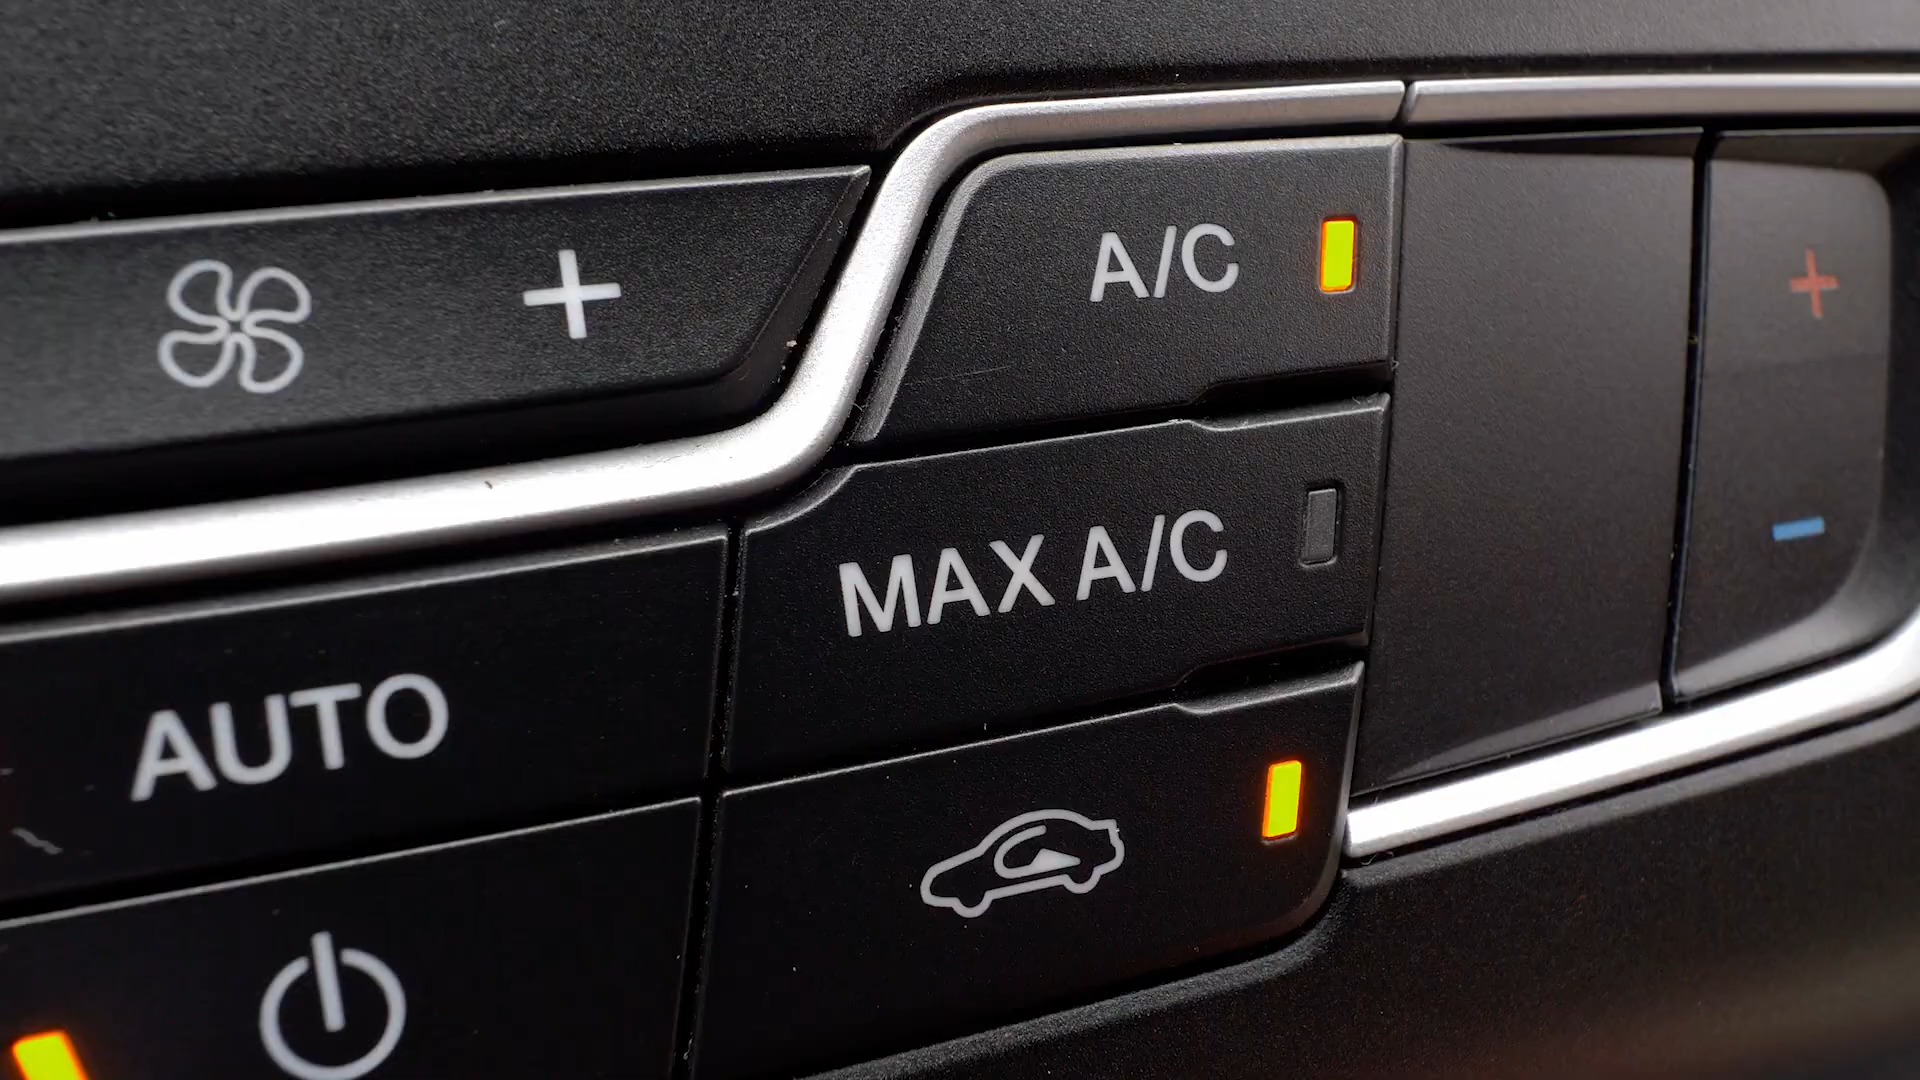 +
A/C
+
MAX A/C
-
AUTO